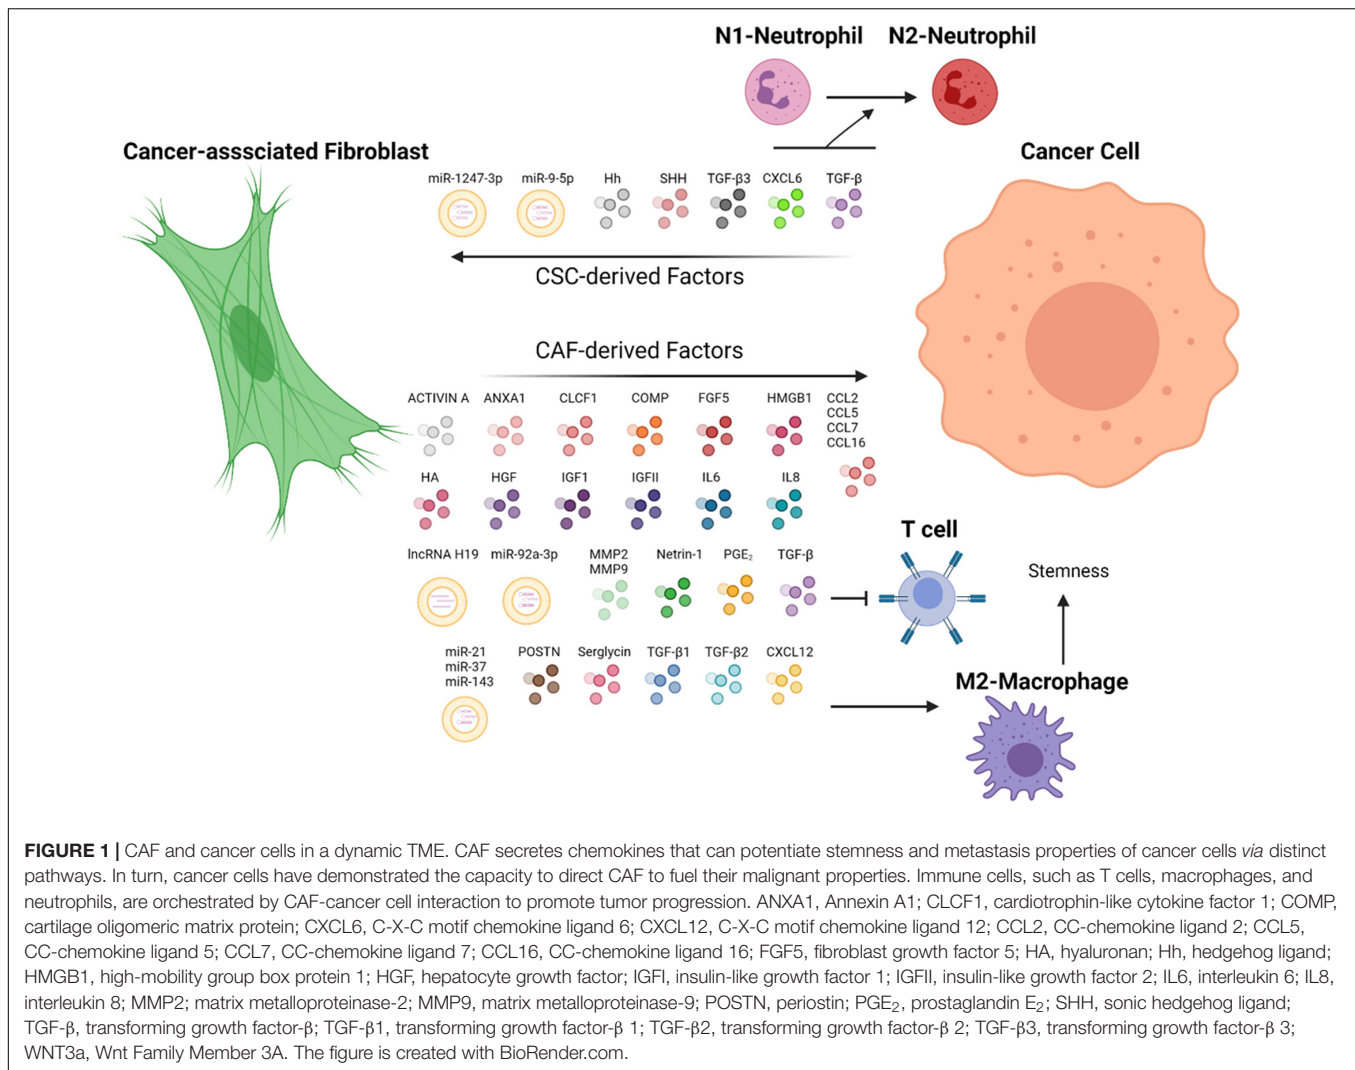 N1-Neutrophil N2-Neutrophil
Cancer-asssciated Fibroblast
Cancer Cell
miR-1247-3p miR-9-5p Hh SHH TGF-β3 CXCL6 TGF-β
CSC-derived Factors
CAF-derived Factors
ACTIVIN A ANXA1 CLCF1 COMP FGF5 HMGB1
CCL2
CCL5
CCL7
CCL16
HA HGF IGF1 IGFII IL6 IL8
T cell
lncRNA H19 miR-92a-3p
MMP2
MMP9
Netrin-1 PGE₂ TGF-β
Stemness
miR-21
miR-37
miR-143
POSTN Serglycin TGF-β1 TGF-β2 CXCL12
M2-Macrophage
FIGURE 1 | CAF and cancer cells in a dynamic TME. CAF secretes chemokines that can potentiate stemness and metastasis properties of cancer cells via distinct
pathways. In turn, cancer cells have demonstrated the capacity to direct CAF to fuel their malignant properties. Immune cells, such as T cells, macrophages, and
neutrophils, are orchestrated by CAF-cancer cell interaction to promote tumor progression. ANXA1, Annexin A1; CLCF1, cardiotrophin-like cytokine factor 1; COMP,
cartilage oligomeric matrix protein; CXCL6, C-X-C motif chemokine ligand 6; CXCL12, C-X-C motif chemokine ligand 12; CCL2, CC-chemokine ligand 2; CCL5,
CC-chemokine ligand 5; CCL7, CC-chemokine ligand 7; CCL16, CC-chemokine ligand 16; FGF5, fibroblast growth factor 5; HA, hyaluronan; Hh, hedgehog ligand;
HMGB1, high-mobility group box protein 1; HGF, hepatocyte growth factor; IGFI, insulin-like growth factor 1; IGFII, insulin-like growth factor 2; IL6, interleukin 6; IL8,
interleukin 8; MMP2; matrix metalloproteinase-2; MMP9, matrix metalloproteinase-9; POSTN, periostin; PGE₂, prostaglandin E₂; SHH, sonic hedgehog ligand;
TGF-β, transforming growth factor-β; TGF-β1, transforming growth factor-β 1; TGF-β2, transforming growth factor-β 2; TGF-β3, transforming growth factor-β 3;
WNT3a, Wnt Family Member 3A. The figure is created with BioRender.com.